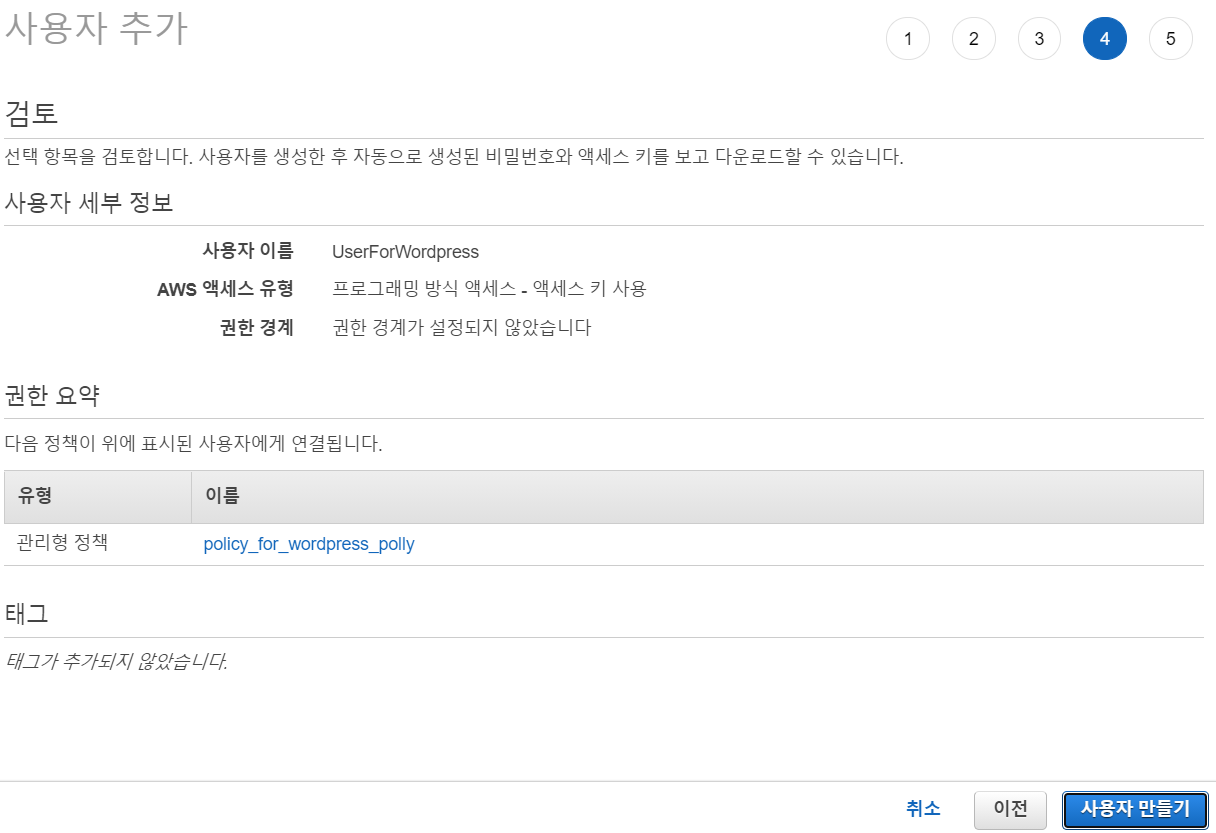 사용자 추가
1 2 3 4 5
검토
선택 항목을 검토합니다. 사용자를 생성한 후 자동으로 생성된 비밀번호와 액세스 키를 보고 다운로드할 수 있습니다.
사용자 세부 정보
사용자 이름 UserForWordpress
AWS 액세스 유형 프로그래밍 방식 액세스 - 액세스 키 사용
권한 경계 권한 경계가 설정되지 않았습니다
권한 요약
다음 정책이 위에 표시된 사용자에게 연결됩니다.
유형 이름
관리형 정책 policy_for_wordpress_polly
태그
태그가 추가되지 않았습니다.
취소 이전 사용자 만들기